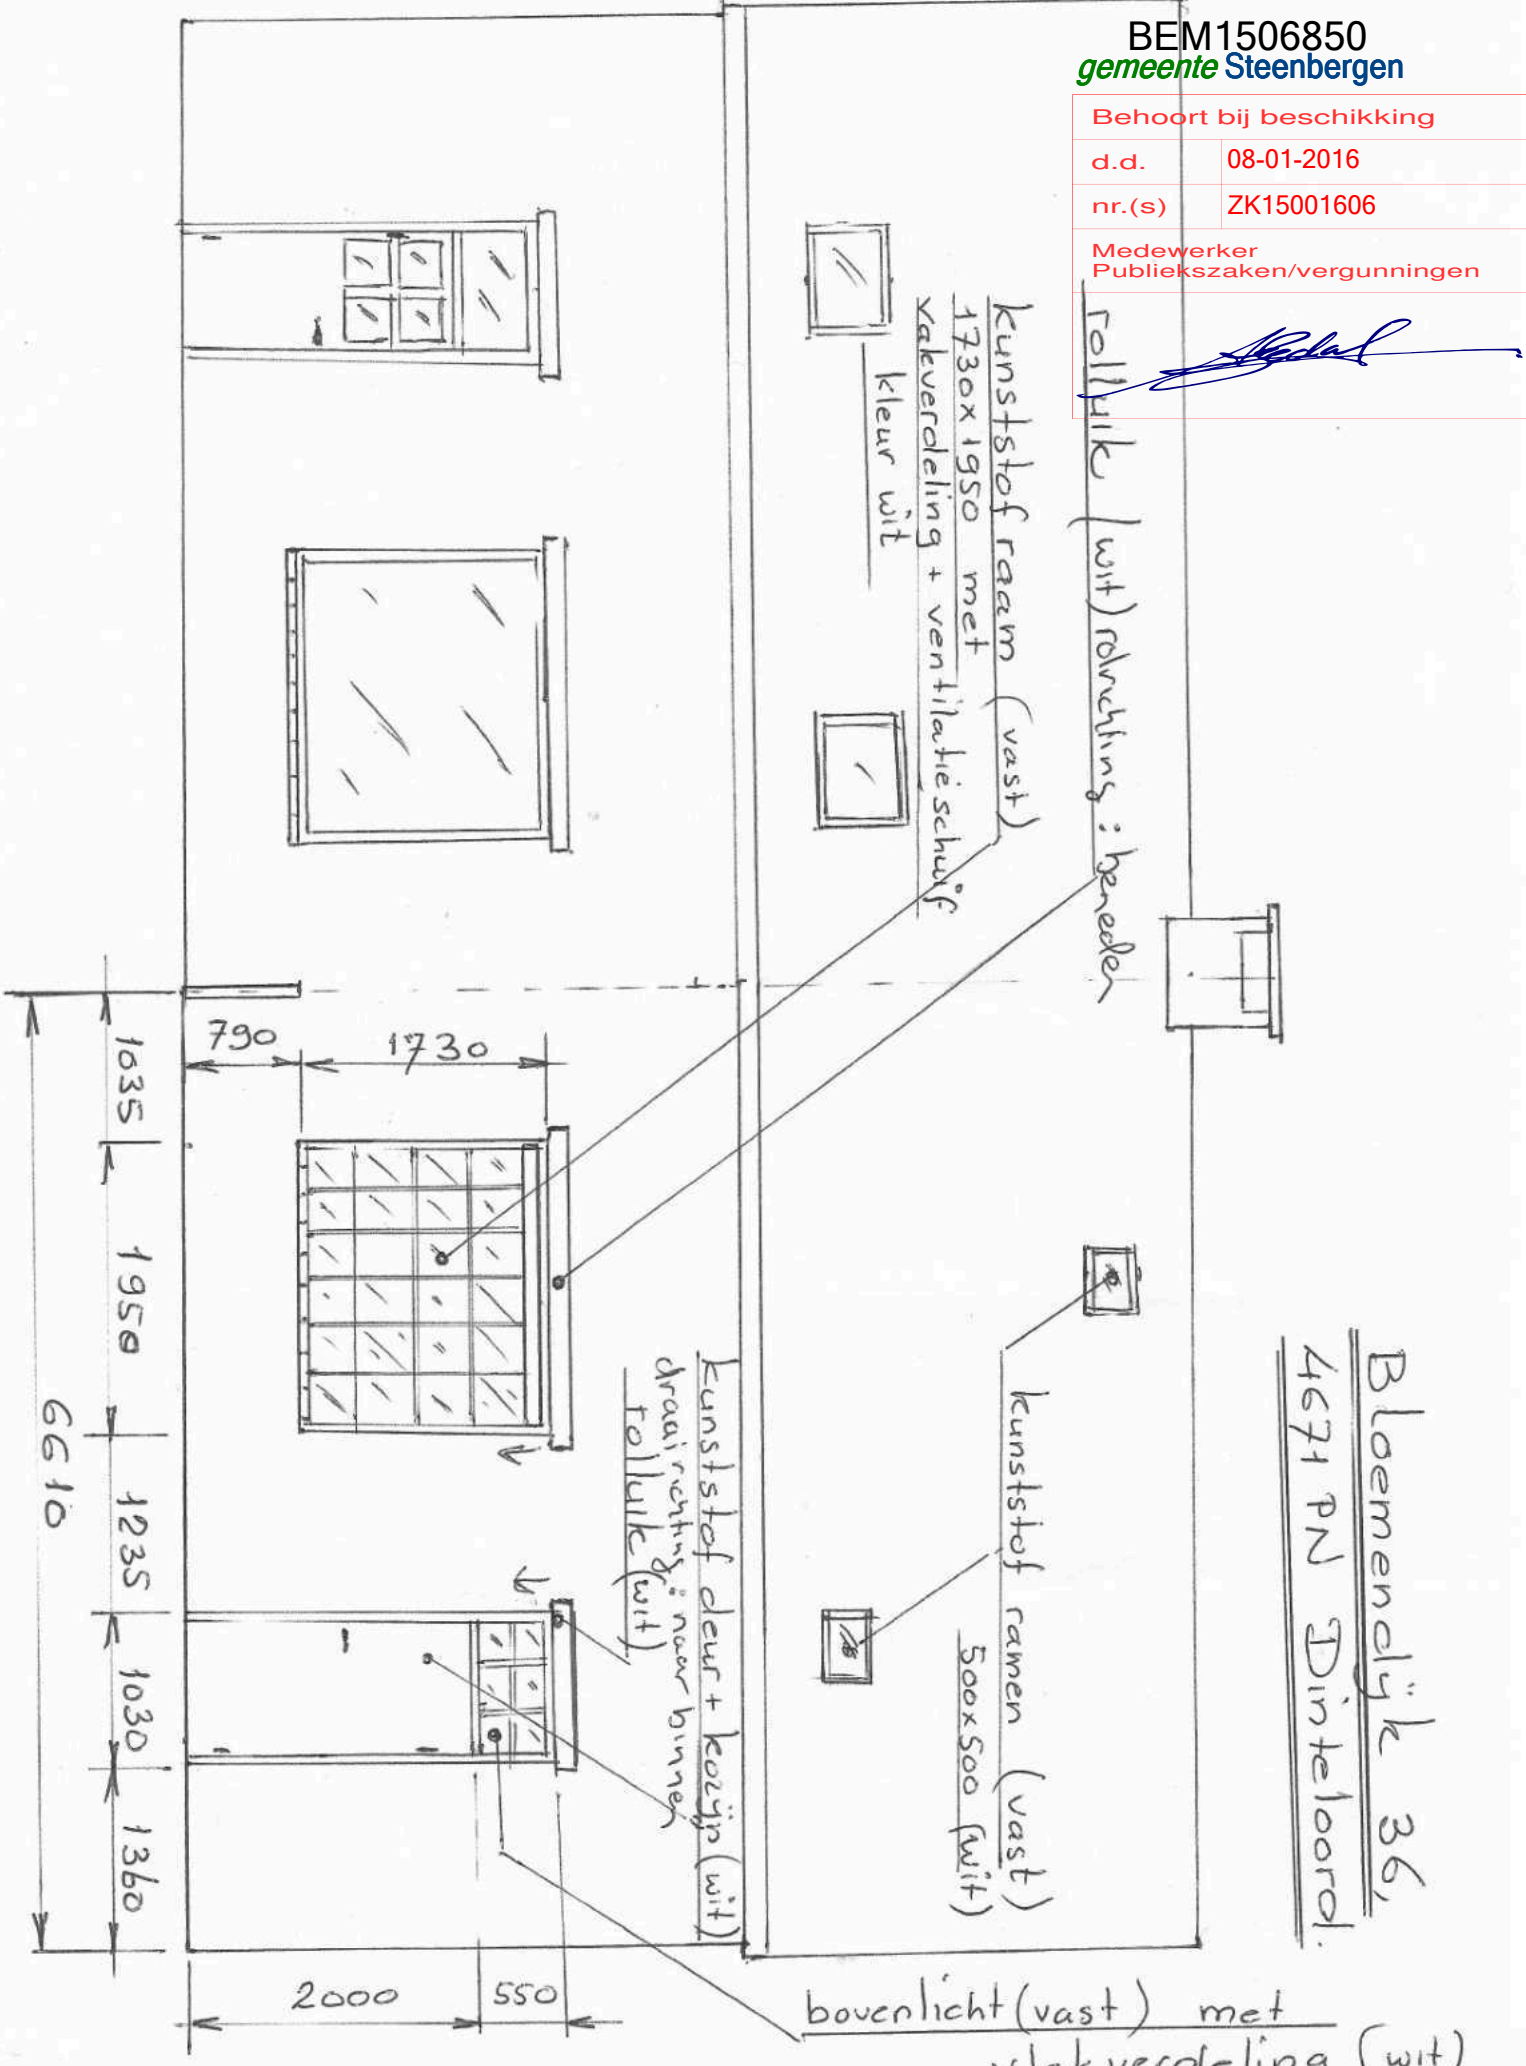 BEM1506850
gemeente Steenbergen
Behoort bij beschikking
d.d. 08-01-2016
nr.(s) ZK15001606
Medewerker
Publiekszaken/vergunningen
Bloemendijk 36,
4671 PN Dinteloord.
rolluik (wit) rolrichting: beneden
kunststof raam (vast)
1730x1950 met
vakverdeling + ventilatieschuif
kleur wit
kunststof ramen (vast)
500x500 (wit)
kunststof deur + kozijn (wit)
draairichting: naar binnen
rolluik (wit)
790
1730
1035
1950
1235
1030
1360
6610
2000
550
bovenlicht (vast) met
vlakverdeling (wit)